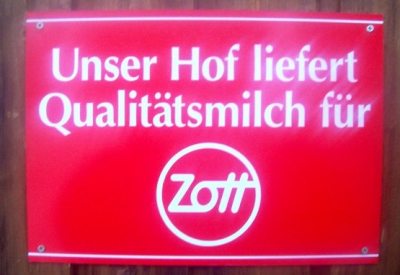 Unser Hof liefert
Qualitätsmilch für
Zott